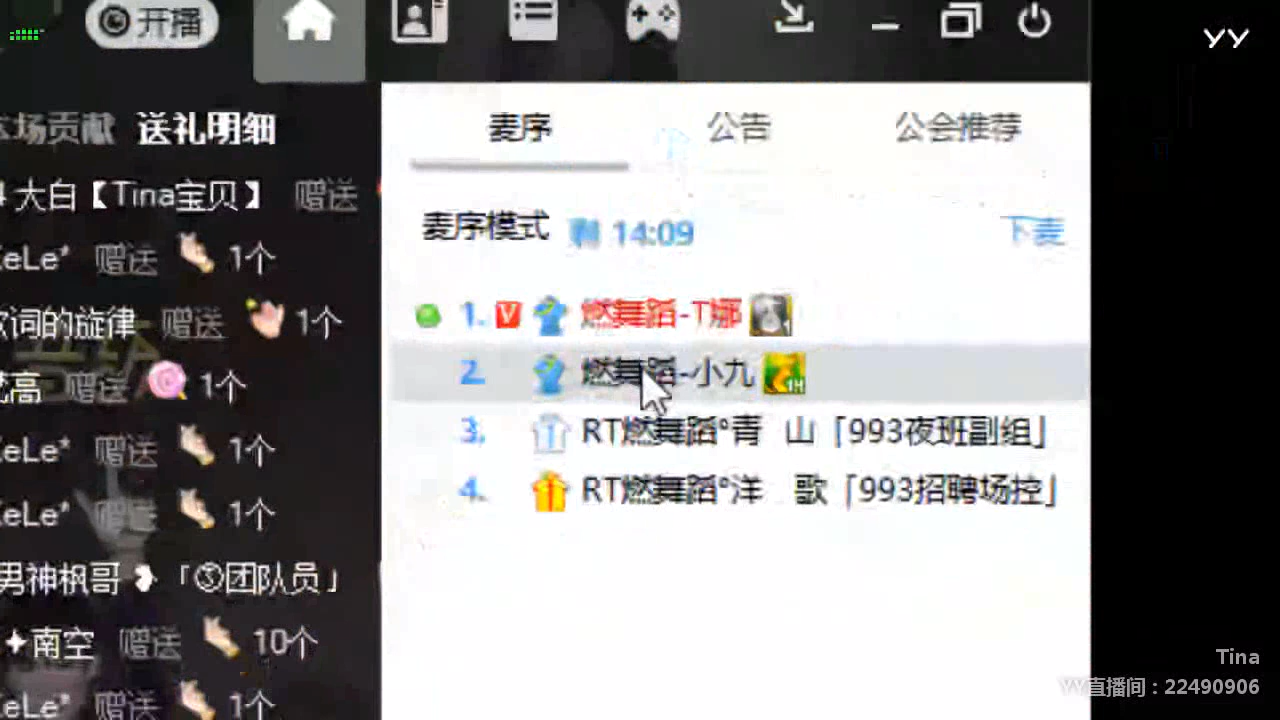 开播
YY
本场贡献 送礼明细
大白【Tina宝贝】 赠送
eLe* 赠送 1个
词的旋律 赠送 1个
高 赠送 1个
eLe* 赠送 1个
eLe* 赠送 1个
男神枫哥 「③团队员」
✦南空 赠送 10个
eLe* 赠送 1个
麦序 公告 公会推荐
麦序模式 剩 14:09 下麦
1. V 燃舞蹈-T娜
2. 燃舞蹈-小九
3. RT燃舞蹈°青 山「993夜班副组」
4. RT燃舞蹈°洋 歌「993招聘场控」
Tina
YY直播间：22490906